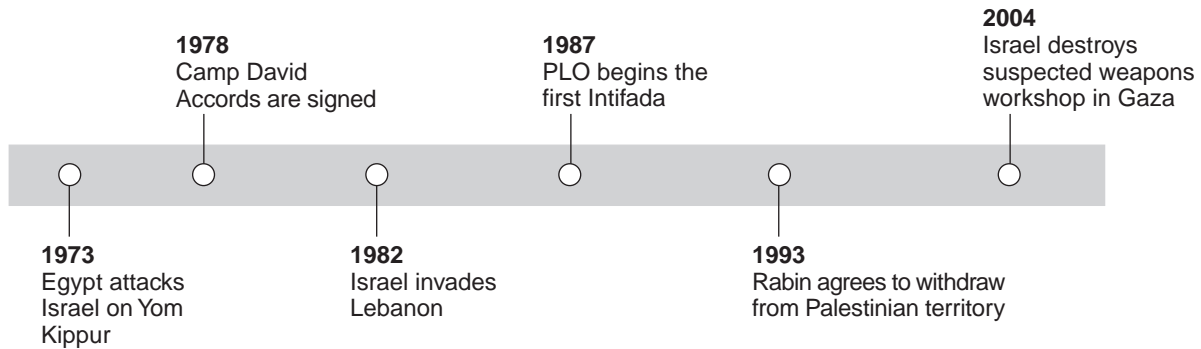 1973
Egypt attacks
Israel on Yom
Kippur
1978
Camp David
Accords are signed
1982
Israel invades
Lebanon
1987
PLO begins the
first Intifada
1993
Rabin agrees to withdraw
from Palestinian territory
2004
Israel destroys
suspected weapons
workshop in Gaza